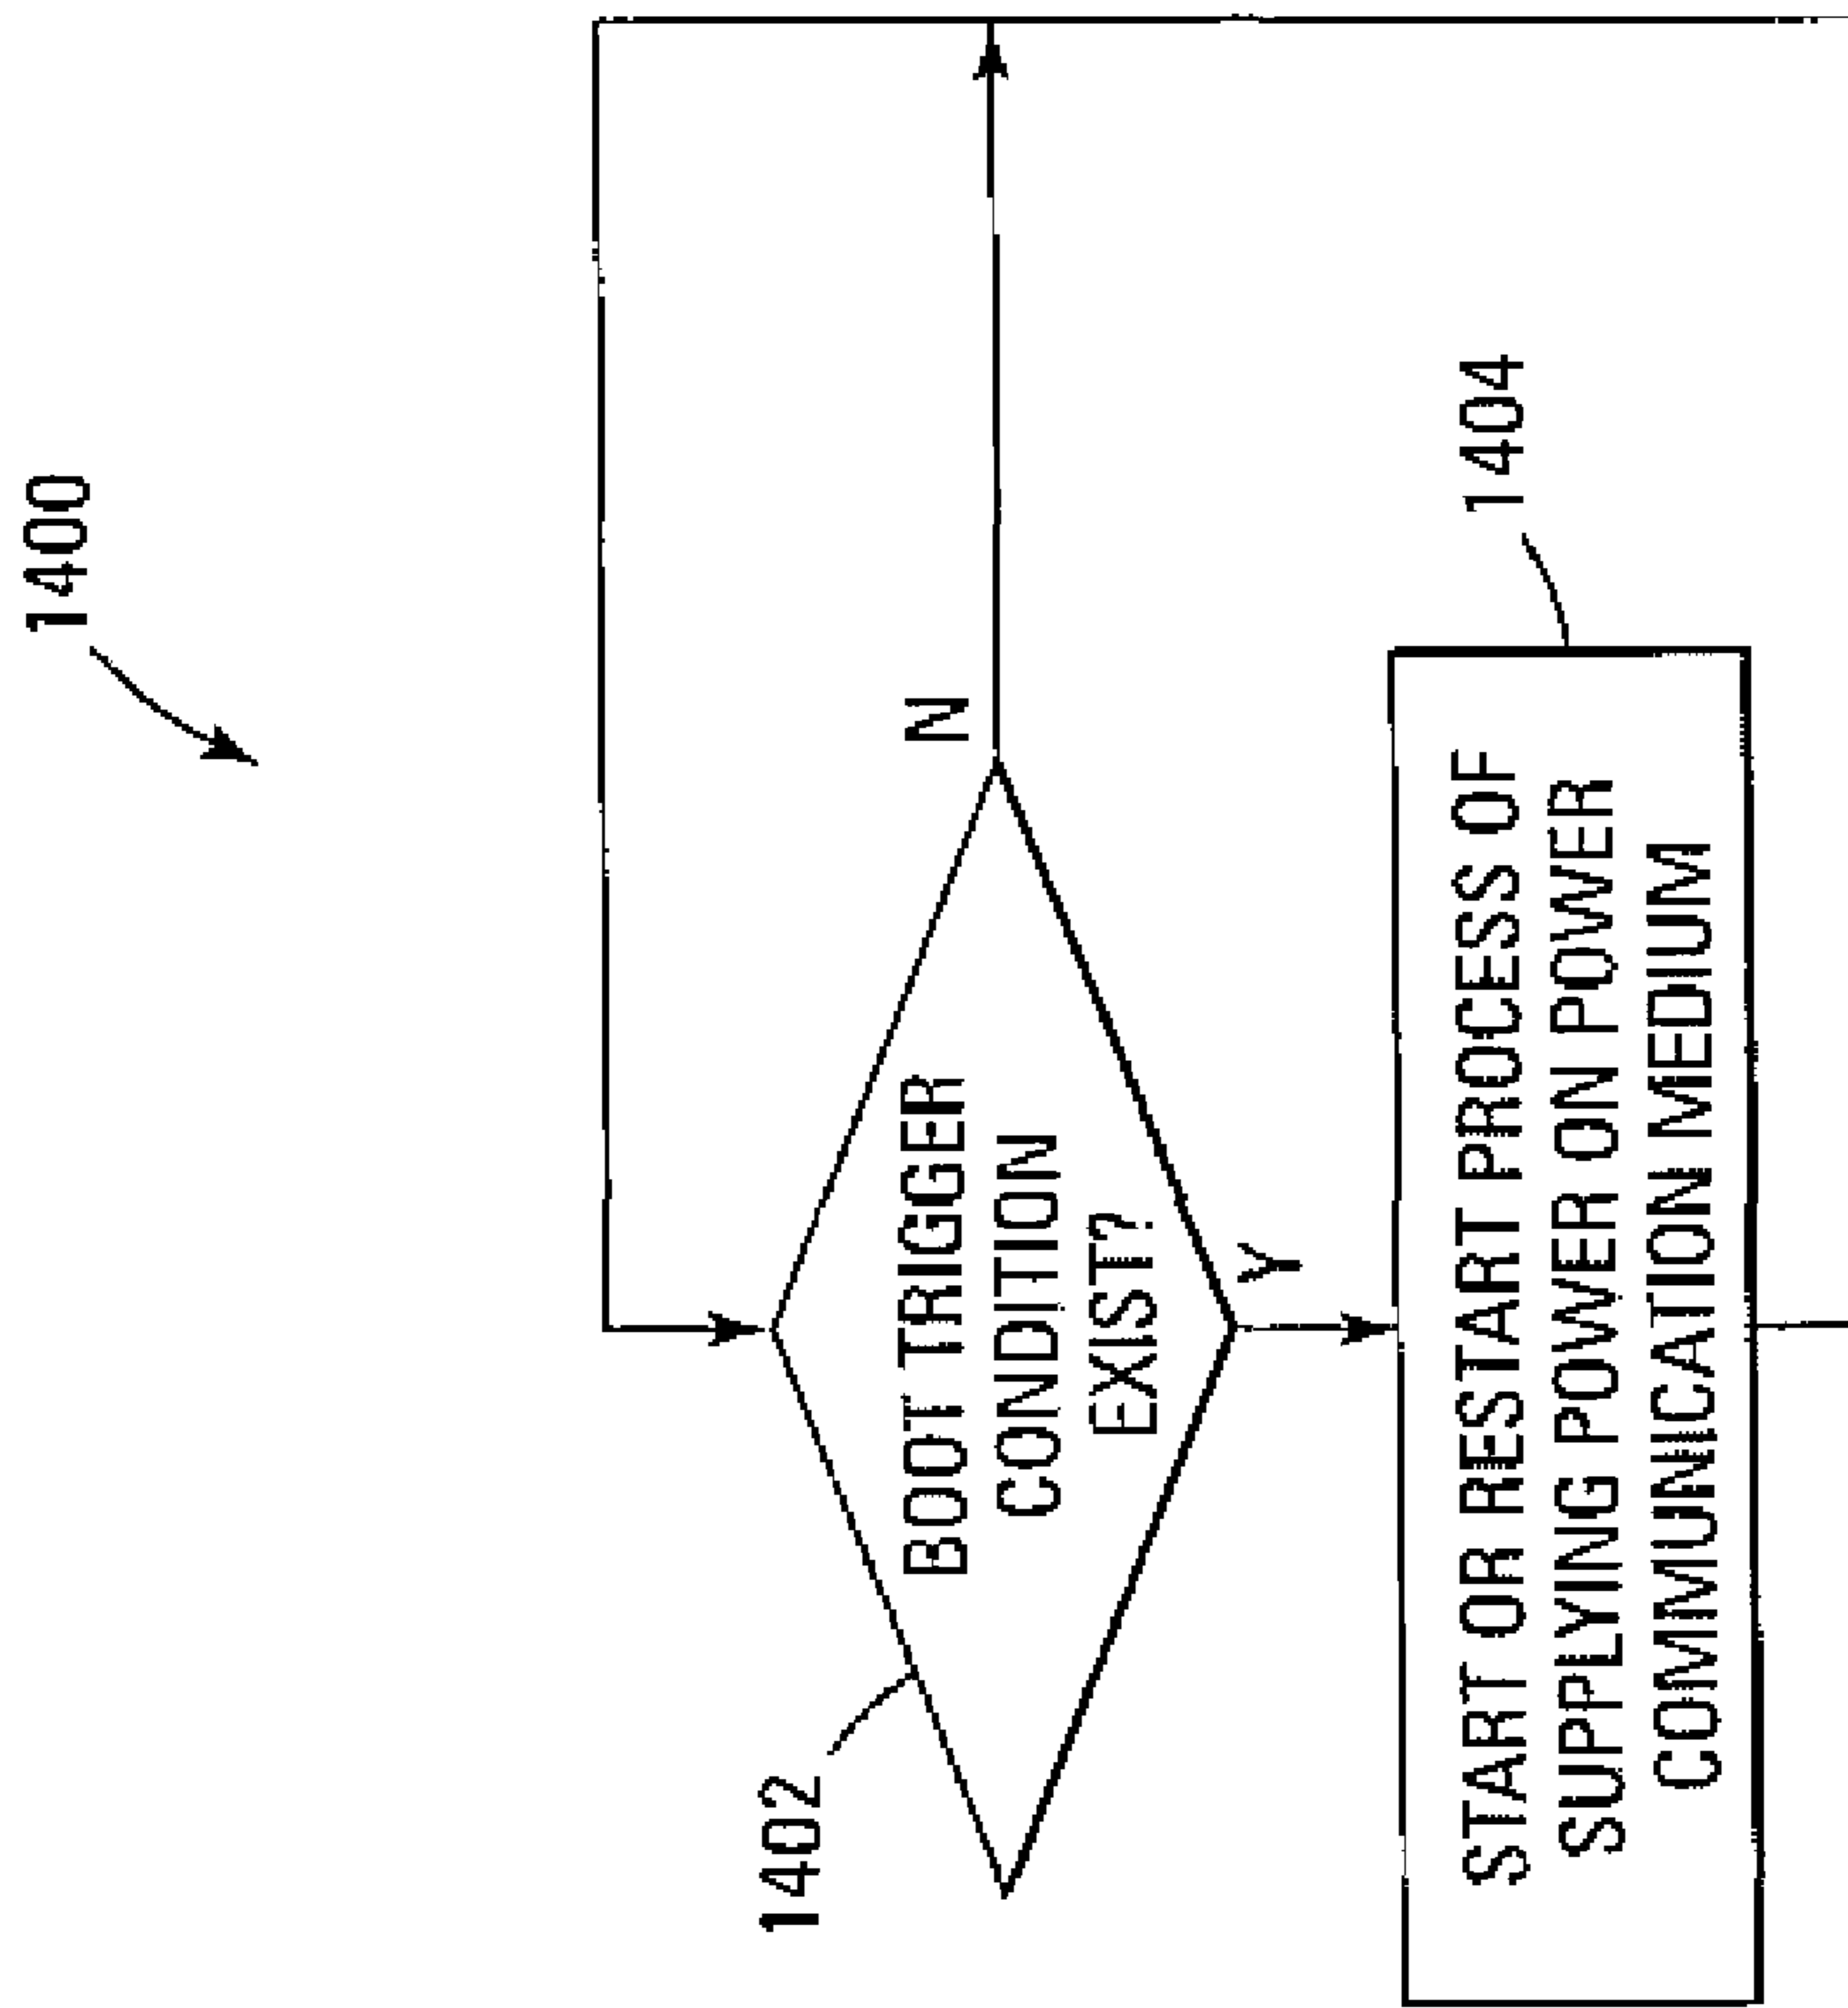 1400
1402
BOOT TRIGGER
CONDITION
EXIST?
N
Y
1404
START OR RESTART PROCESS OF
SUPPLYING POWER ON POWER
COMMUNICATION MEDIUM